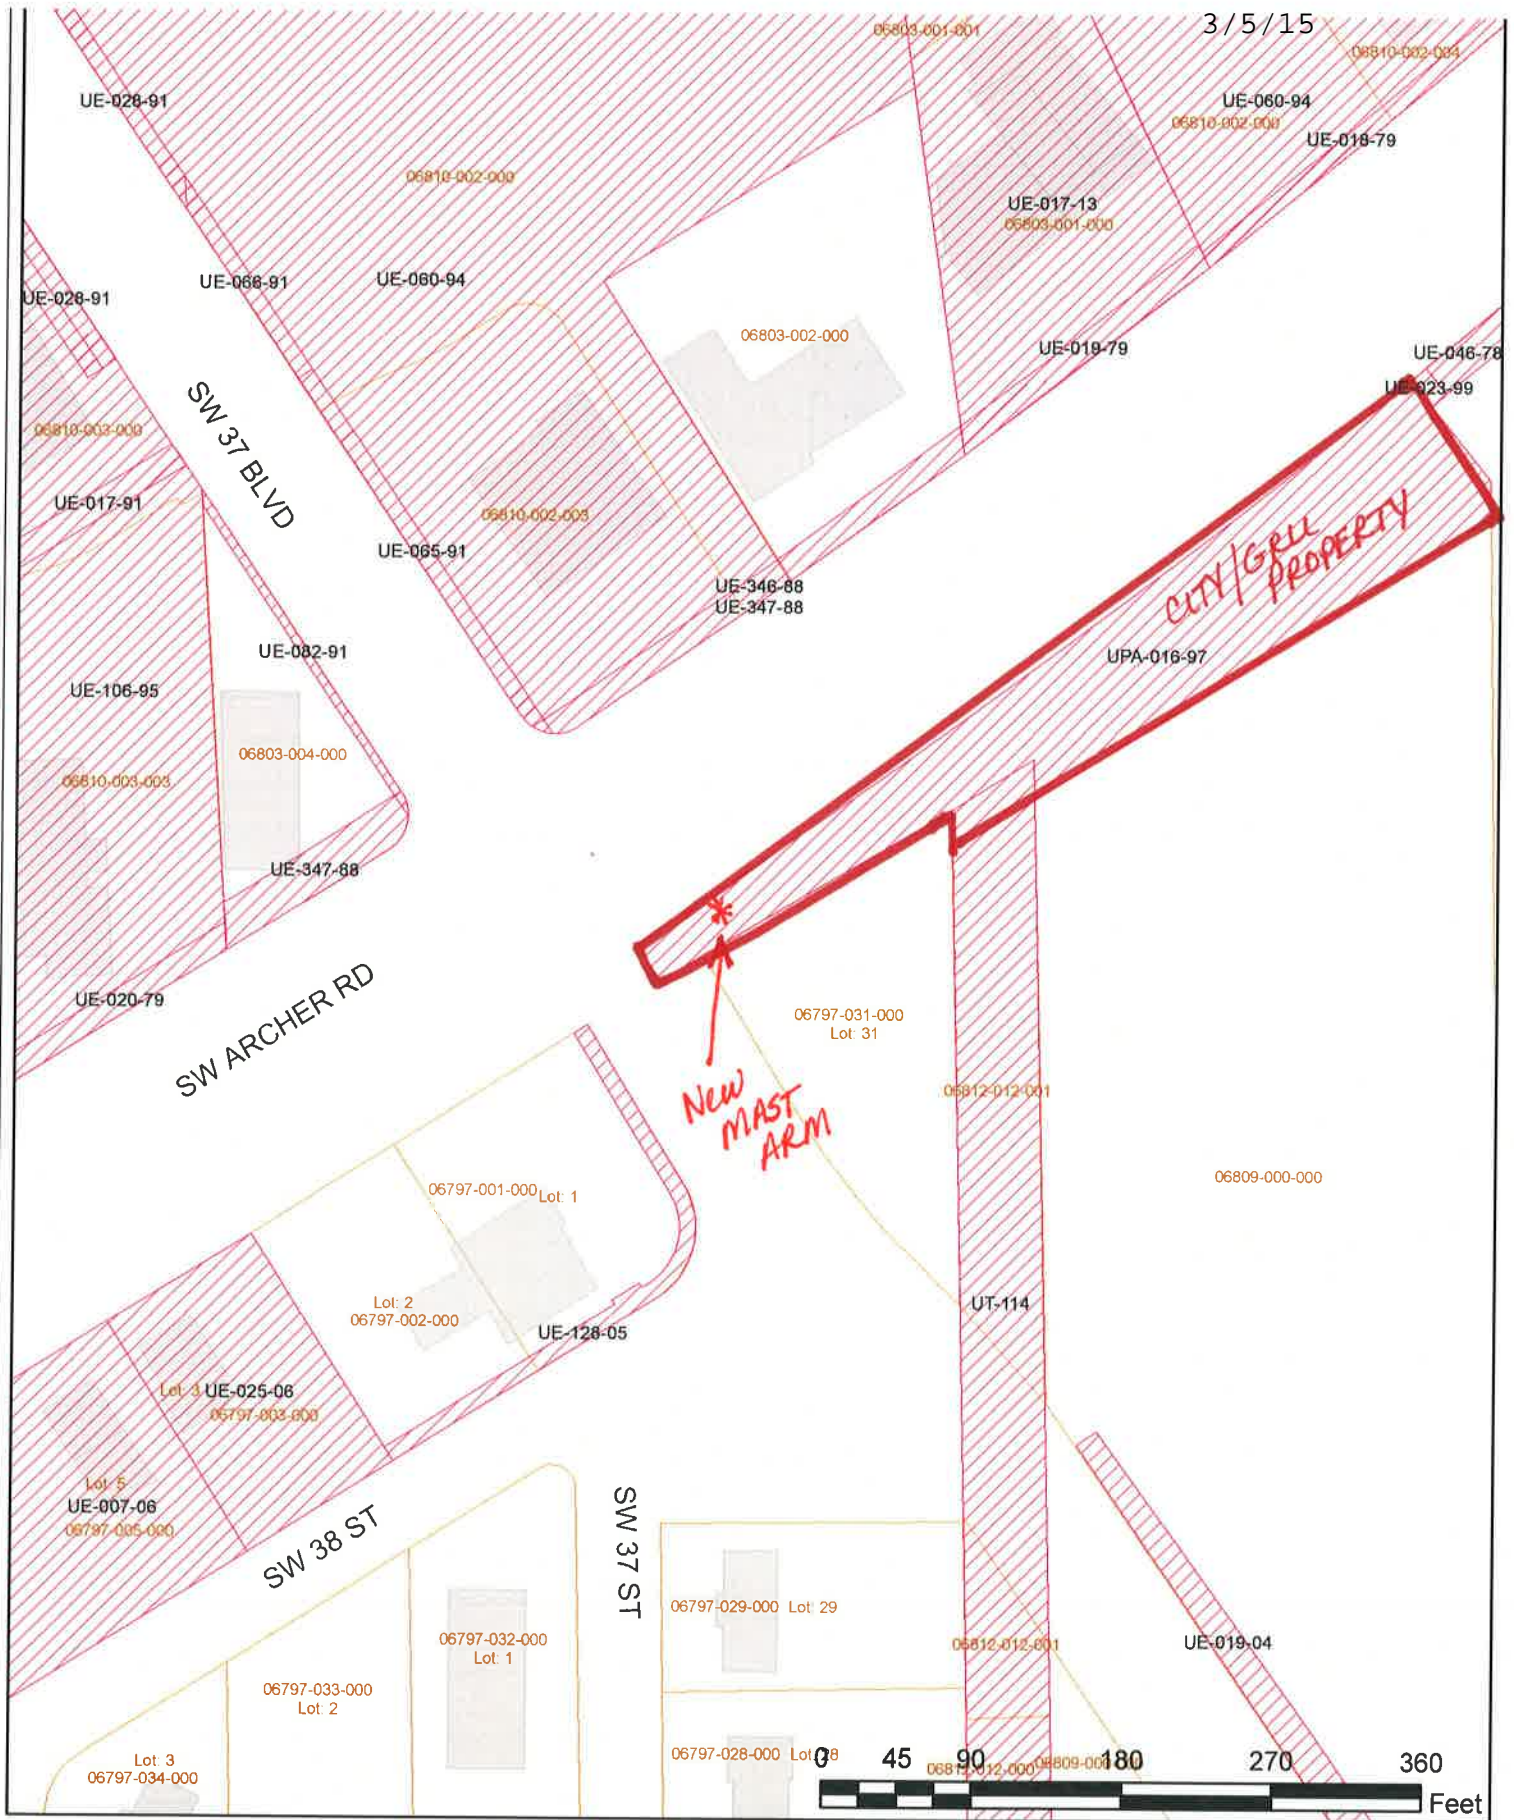 3/5/15
06803-001-001
06810-002-004
UE-028-91
UE-060-94
06810-002-000
UE-018-79
06810-002-000
UE-017-13
06803-001-000
UE-066-91
UE-060-94
UE-028-91
06803-002-000
UE-019-79
UE-046-78
UE-023-99
SW 37 BLVD
06810-003-000
UE-017-91
06810-002-003
CITY/GRU
PROPERTY
UE-065-91
UE-346-88
UE-347-88
UE-082-91
UPA-016-97
UE-106-95
06803-004-000
06810-003-003
UE-347-88
UE-020-79
SW ARCHER RD
06797-031-000
Lot: 31
New
MAST
ARM
06812-012-001
06809-000-000
06797-001-000 Lot: 1
Lot: 2
06797-002-000
UT-114
UE-128-05
Lot: 3 UE-025-06
06797-003-000
Lot: 5
UE-007-06
06797-005-000
SW 38 ST
SW 37 ST
06797-029-000 Lot: 29
06797-032-000
Lot: 1
06812-012-001
UE-019-04
06797-033-000
Lot: 2
06797-028-000 Lot: 28
Lot: 3
06797-034-000
06812-012-000
0 45 90 180 270 360
Feet